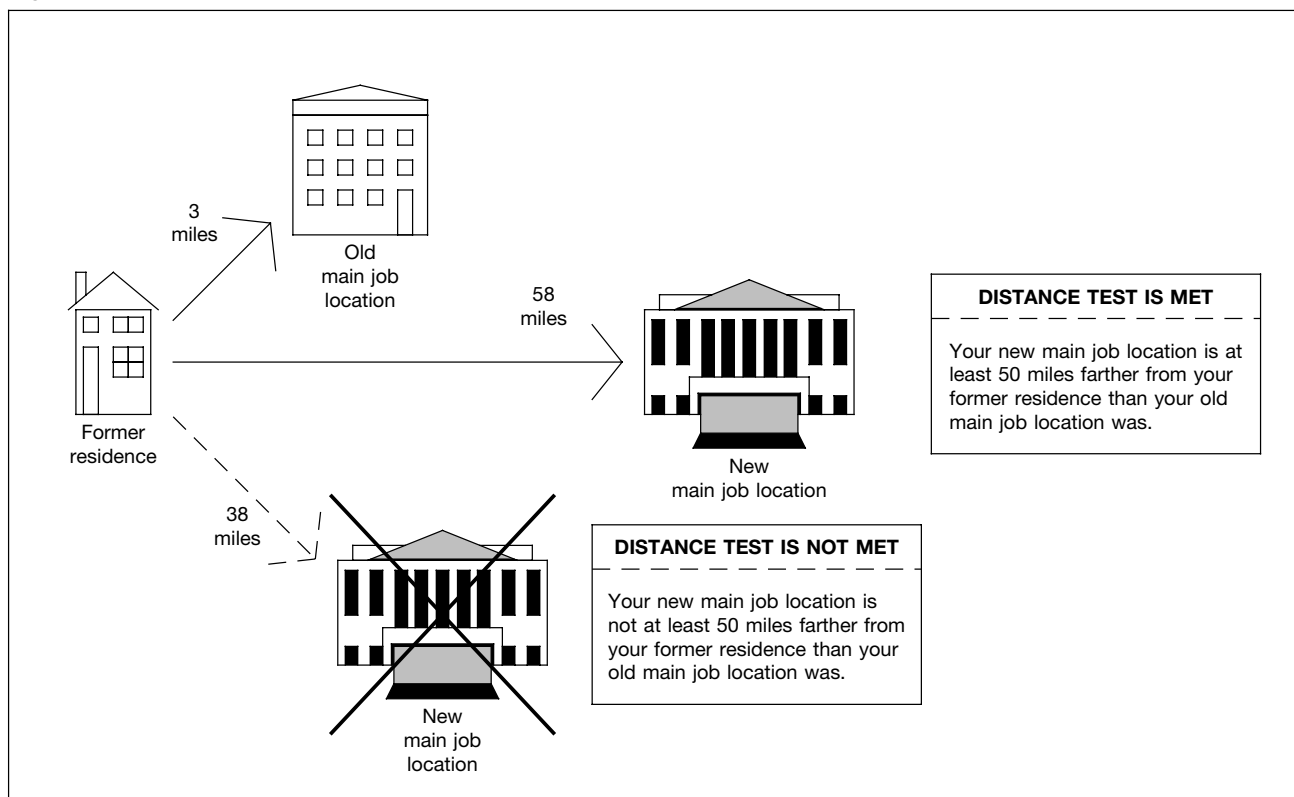 3
miles
Old
main job
location
58
miles
Former
residence
New
main job location
DISTANCE TEST IS MET
Your new main job location is at
least 50 miles farther from your
former residence than your old
main job location was.
38
miles
New
main job
location
DISTANCE TEST IS NOT MET
Your new main job location is
not at least 50 miles farther from
your former residence than your
old main job location was.